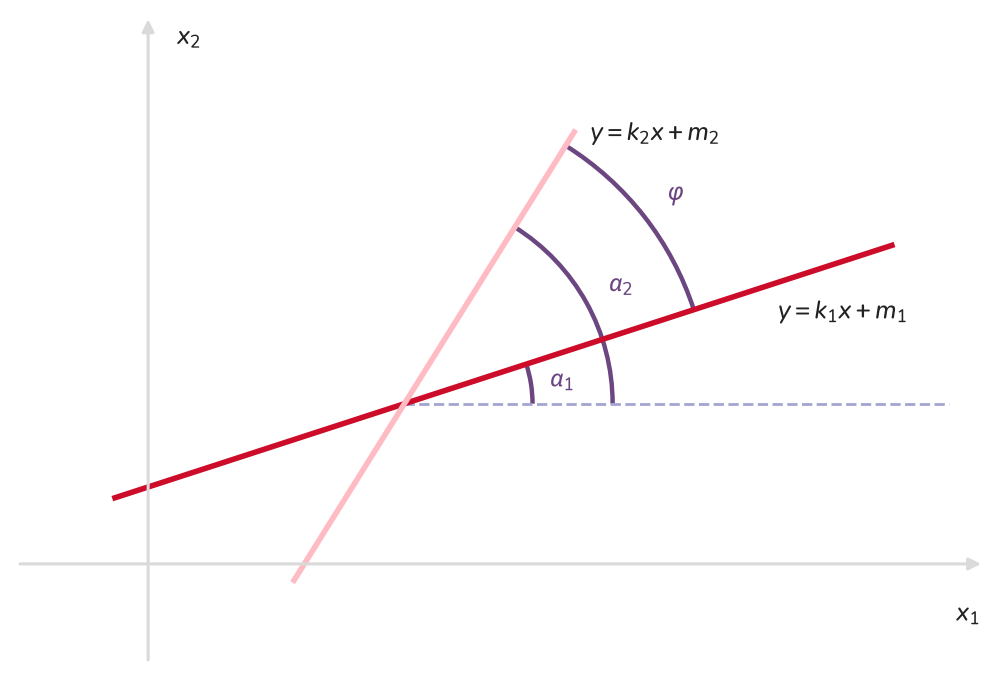 x₂
y = k₂x + m₂
φ
α₂
y = k₁x + m₁
α₁
x₁